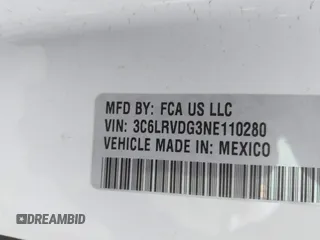 MFD BY: FCA US LLC
VIN: 3C6LRVDG3NE110280
VEHICLE MADE IN: MEXICO
DREAMBID